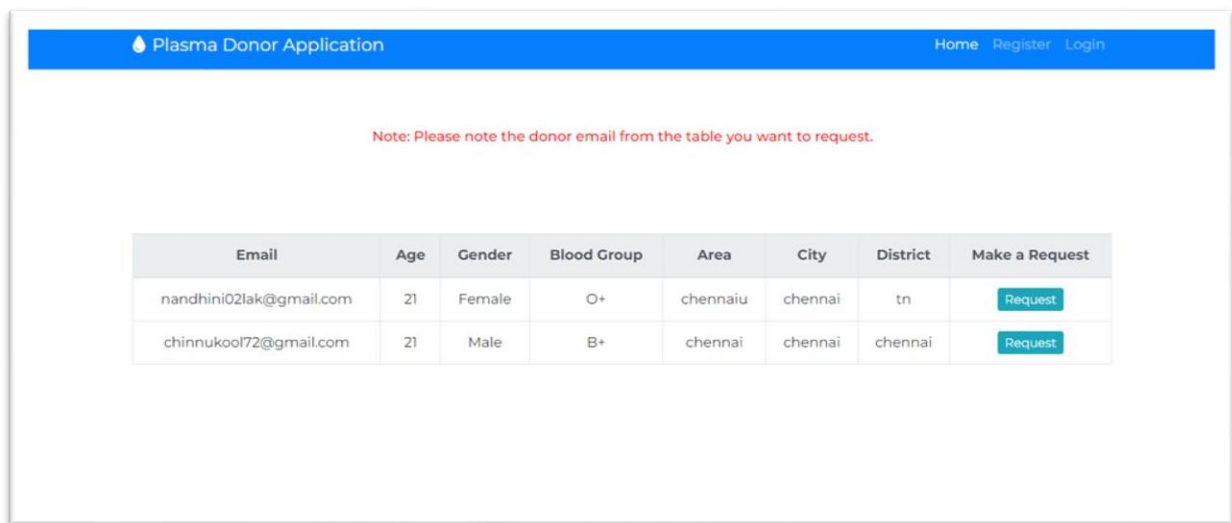 Plasma Donor Application Home Register Login
Note: Please note the donor email from the table you want to request.
Email Age Gender Blood Group Area City District Make a Request
nandhini02lak@gmail.com 21 Female O+ chennaiu chennai tn Request
chinnukool72@gmail.com 21 Male B+ chennai chennai chennai Request